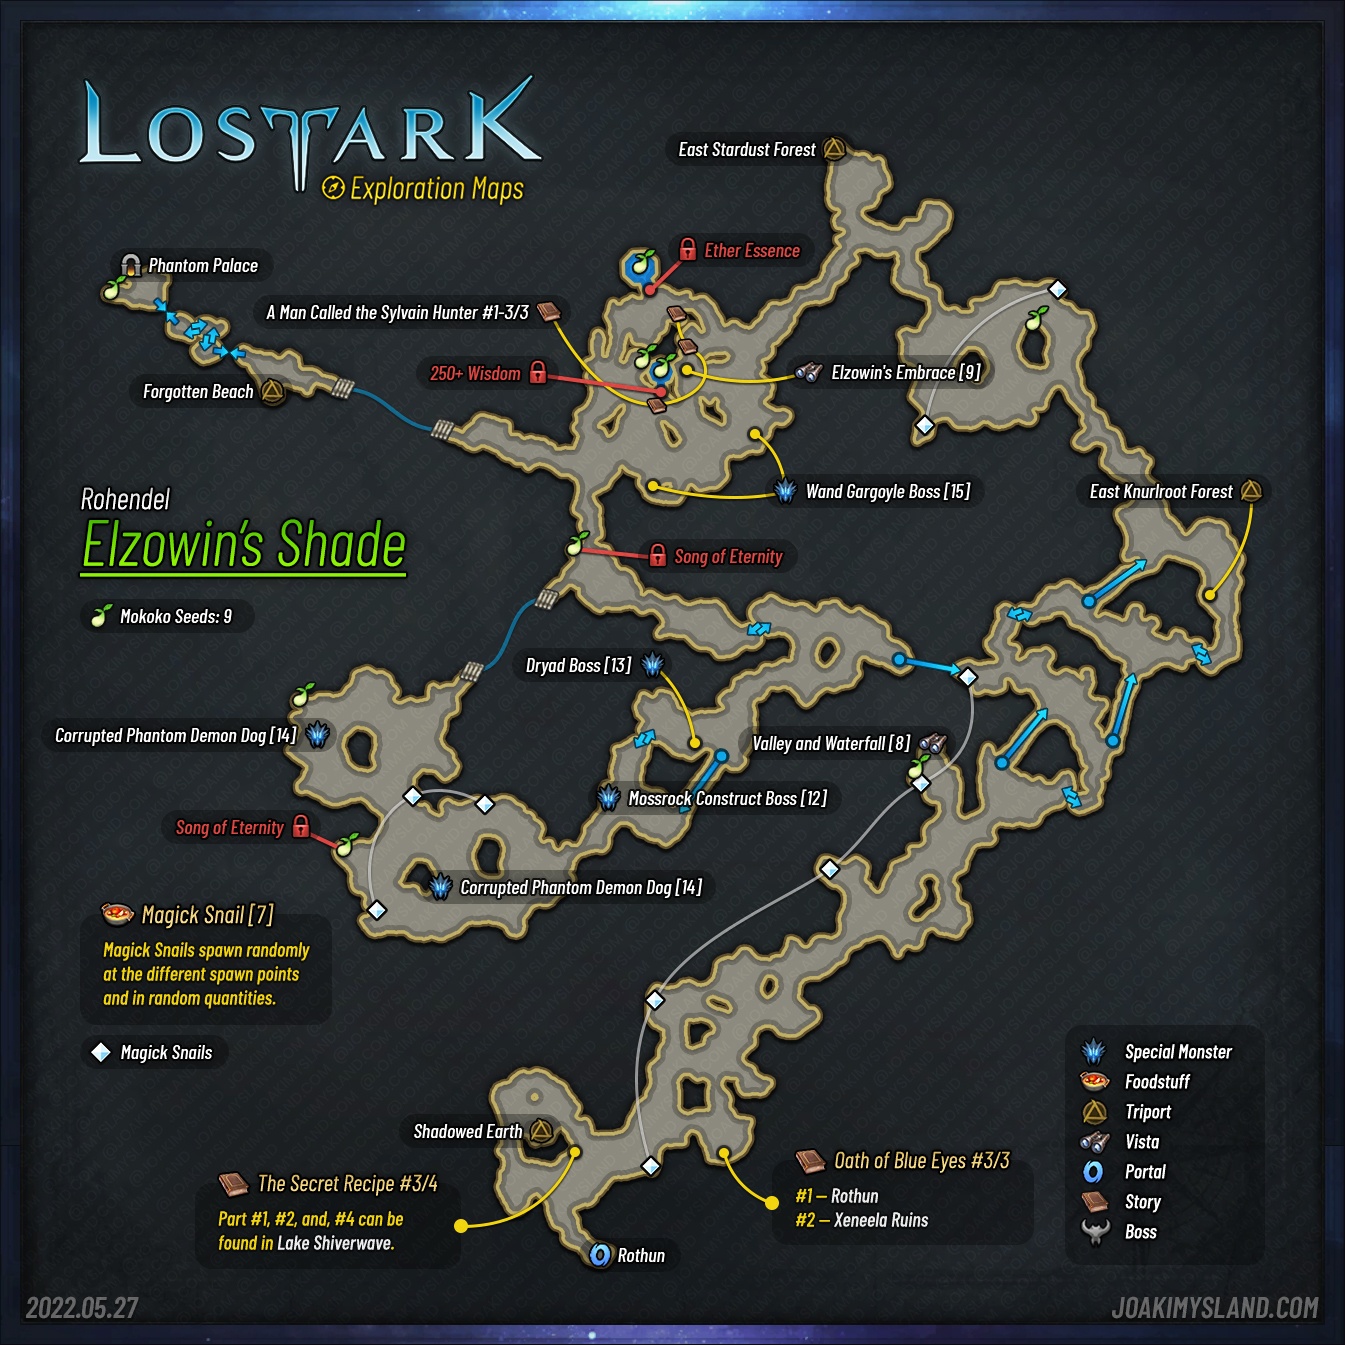 LOST ARK
Exploration Maps
East Stardust Forest
Ether Essence
Phantom Palace
A Man Called the Sylvain Hunter #1-3/3
250+ Wisdom
Elzowin's Embrace [9]
Forgotten Beach
Wand Gargoyle Boss [15]
East Knurlroot Forest
Rohendel
Elzowin's Shade
Song of Eternity
Mokoko Seeds: 9
Dryad Boss [13]
Corrupted Phantom Demon Dog [14]
Valley and Waterfall [8]
Mossrock Construct Boss [12]
Song of Eternity
Corrupted Phantom Demon Dog [14]
Magick Snail [7]
Magick Snails spawn randomly
at the different spawn points
and in random quantities.
Magick Snails
Special Monster
Foodstuff
Triport
Vista
Portal
Story
Boss
Shadowed Earth
The Secret Recipe #3/4
Part #1, #2, and, #4 can be
found in Lake Shiverwave.
Oath of Blue Eyes #3/3
#1 – Rothun
#2 – Xeneela Ruins
Rothun
2022.05.27
JOAKIMYSLAND.COM